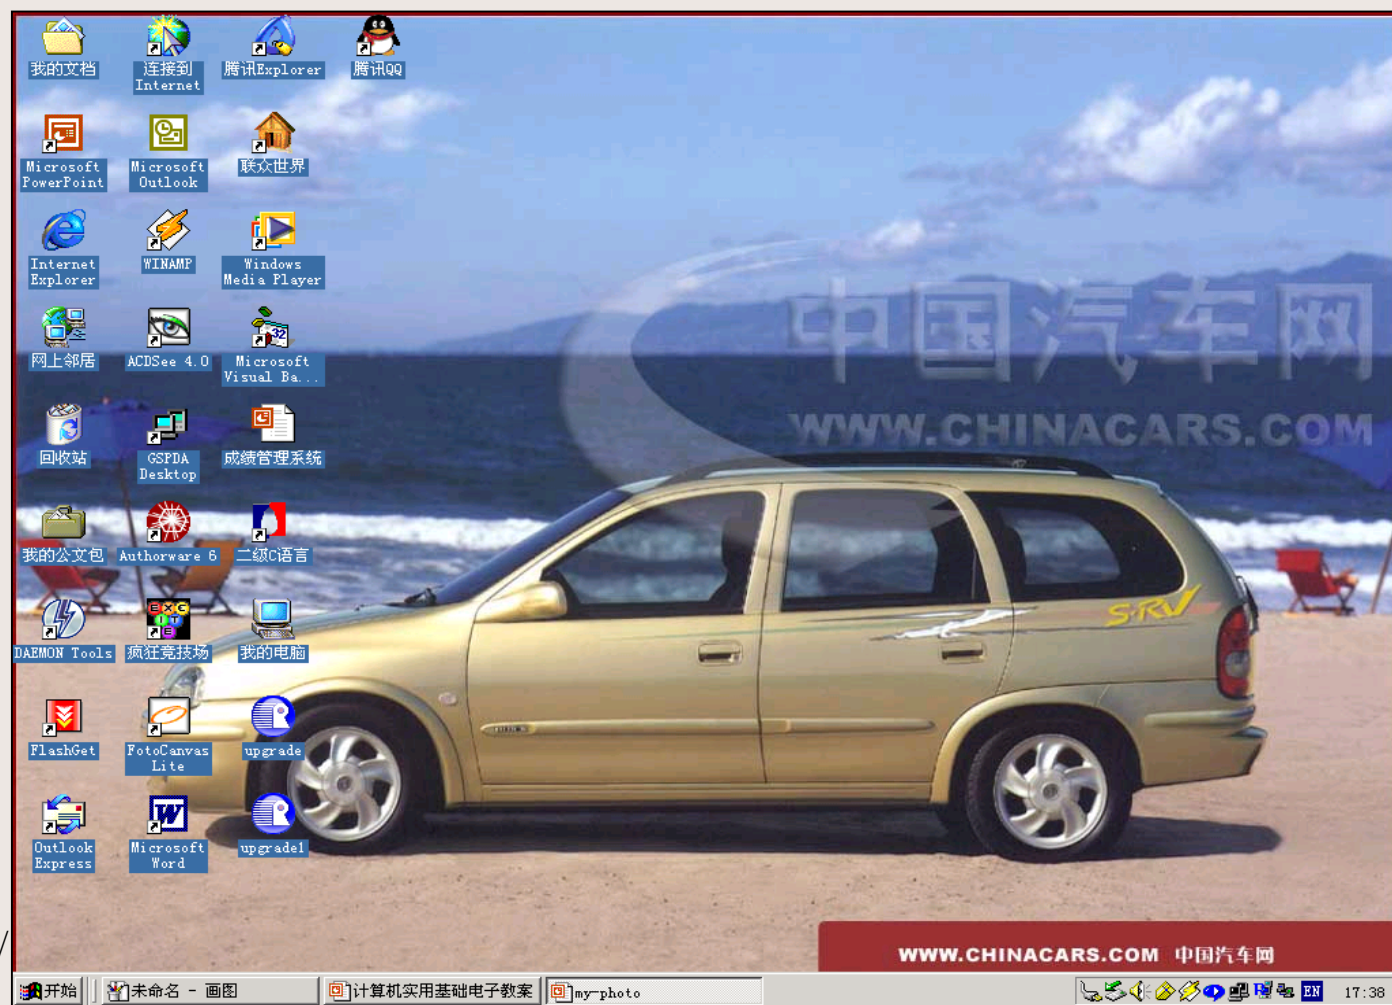 我的文档
连接到
Internet
腾讯Explorer
腾讯QQ
Microsoft
PowerPoint
Microsoft
Outlook
联众世界
Internet
Explorer
WINAMP
Windows
Media Player
网上邻居
ACDSee 4.0
Microsoft
Visual Ba...
回收站
GSPDA
Desktop
成绩管理系统
我的公文包
Authorware 6
二级C语言
DAEMON Tools
疯狂竞技场
我的电脑
FlashGet
FotoCanvas
Lite
upgrade
Outlook
Express
Microsoft
Word
upgrade1
中国汽车网
WWW.CHINACARS.COM
S-RV
WWW.CHINACARS.COM 中国汽车网
开始
未命名 - 画图
计算机实用基础电子教案
my-photo
EN
17:38